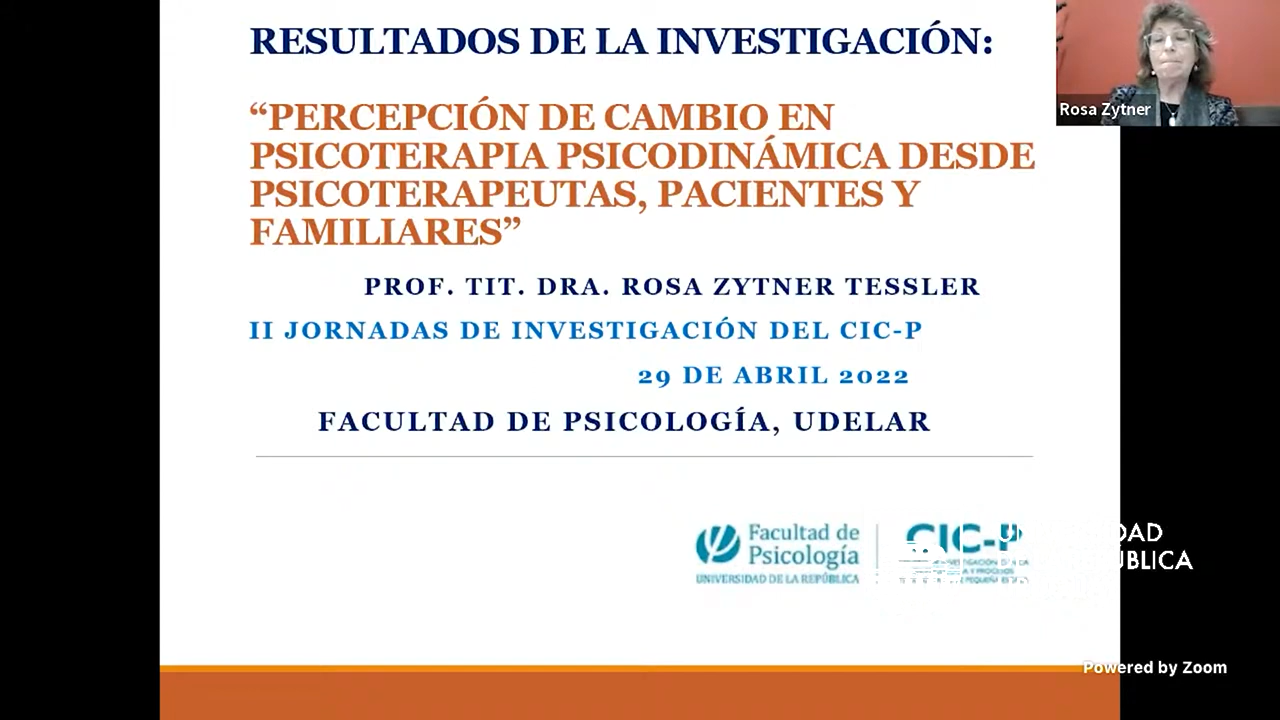 RESULTADOS DE LA INVESTIGACIÓN:
“PERCEPCIÓN DE CAMBIO EN
PSICOTERAPIA PSICODINÁMICA DESDE
PSICOTERAPEUTAS, PACIENTES Y
FAMILIARES”
PROF. TIT. DRA. ROSA ZYTNER TESSLER
II JORNADAS DE INVESTIGACIÓN DEL CIC-P
29 DE ABRIL 2022
FACULTAD DE PSICOLOGÍA, UDELAR
Rosa Zytner
Facultad de
Psicología
UNIVERSIDAD DE LA REPÚBLICA
CIC-P
Powered by Zoom